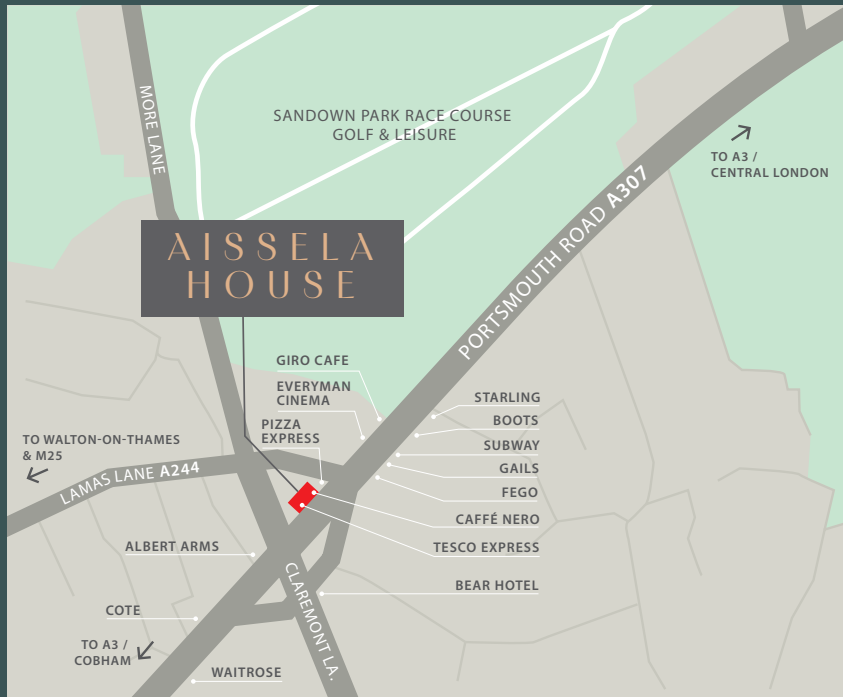 SANDOWN PARK RACE COURSE
GOLF & LEISURE
MORE LANE
TO A3 /
CENTRAL LONDON
PORTSMOUTH ROAD A307
AISSELA
HOUSE
GIRO CAFE
EVERYMAN
CINEMA
PIZZA
EXPRESS
STARLING
BOOTS
SUBWAY
GAILS
FEGO
CAFFÉ NERO
TESCO EXPRESS
BEAR HOTEL
TO WALTON-ON-THAMES
& M25
LAMAS LANE A244
ALBERT ARMS
CLAREMONT LA.
COTE
TO A3 /
COBHAM
WAITROSE